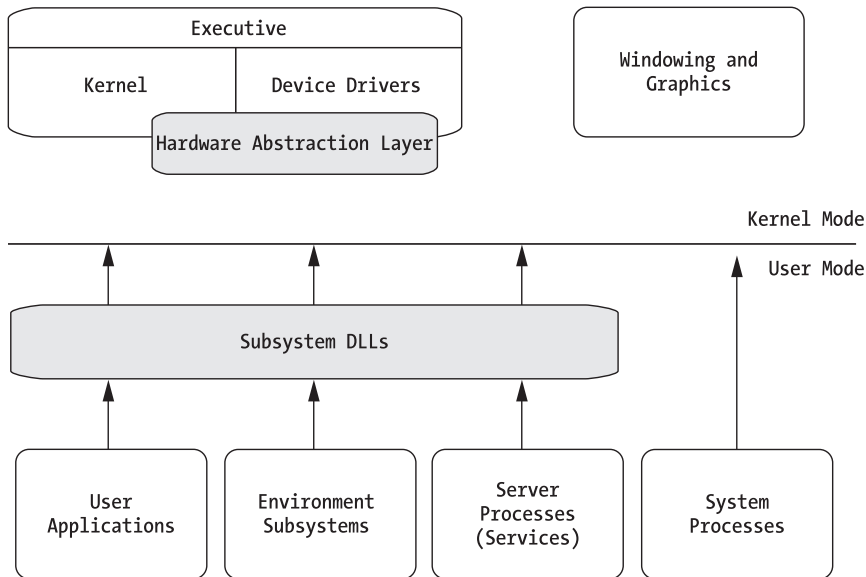 Executive
Kernel
Device Drivers
Hardware Abstraction Layer
Windowing and
Graphics
Kernel Mode
User Mode
Subsystem DLLs
User
Applications
Environment
Subsystems
Server
Processes
(Services)
System
Processes